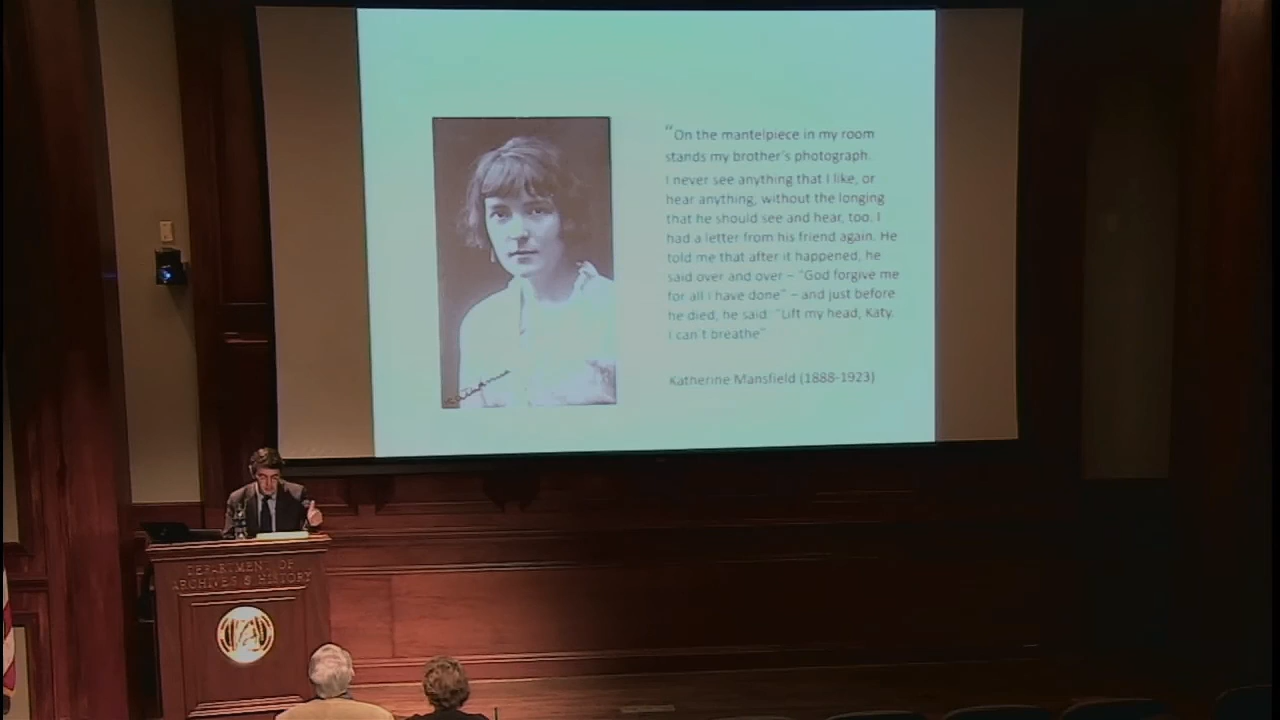 “On the mantelpiece in my room
stands my brother’s photograph.
I never see anything that I like, or
hear anything, without the longing
that he should see and hear, too. I
had a letter from his friend again. He
told me that after it happened, he
said over and over – “God forgive me
for all I have done” – and just before
he died, he said: “Lift my head, Katy.
I can’t breathe”
Katherine Mansfield (1888-1923)
DEPARTMENT OF
ARCHIVES & HISTORY